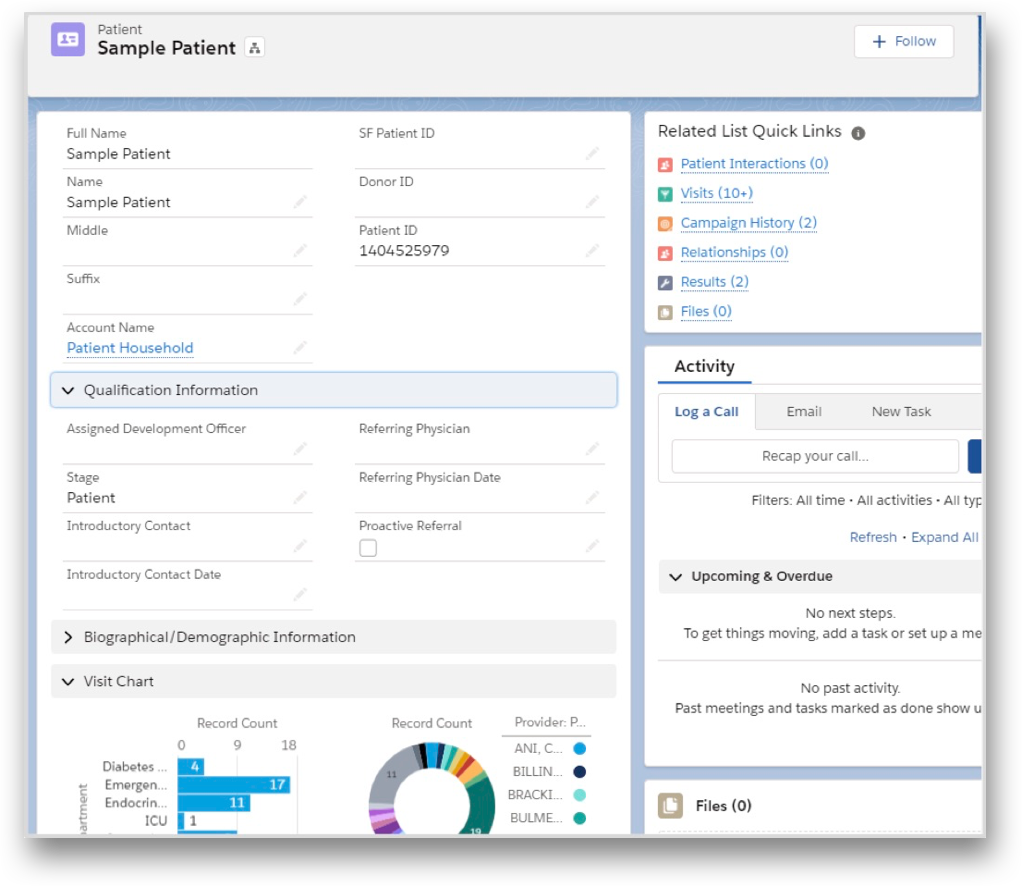 Patient
Sample Patient
+ Follow
Full Name
Sample Patient
SF Patient ID
Name
Sample Patient
Donor ID
Middle
Patient ID
1404525979
Suffix
Account Name
Patient Household
Qualification Information
Assigned Development Officer
Referring Physician
Stage
Patient
Referring Physician Date
Introductory Contact
Proactive Referral
Introductory Contact Date
Biographical/Demographic Information
Visit Chart
Record Count
0 9 18
Diabetes ... 4
Emergen... 17
Endocrin... 11
ICU 1
artment
Record Count
11
19
Provider: P...
ANI, C...
BILLIN...
BRACKI...
BULME...
Related List Quick Links
Patient Interactions (0)
Visits (10+)
Campaign History (2)
Relationships (0)
Results (2)
Files (0)
Activity
Log a Call Email New Task
Recap your call...
Filters: All time • All activities • All typ
Refresh • Expand All
Upcoming & Overdue
No next steps.
To get things moving, add a task or set up a me
No past activity.
Past meetings and tasks marked as done show u
Files (0)